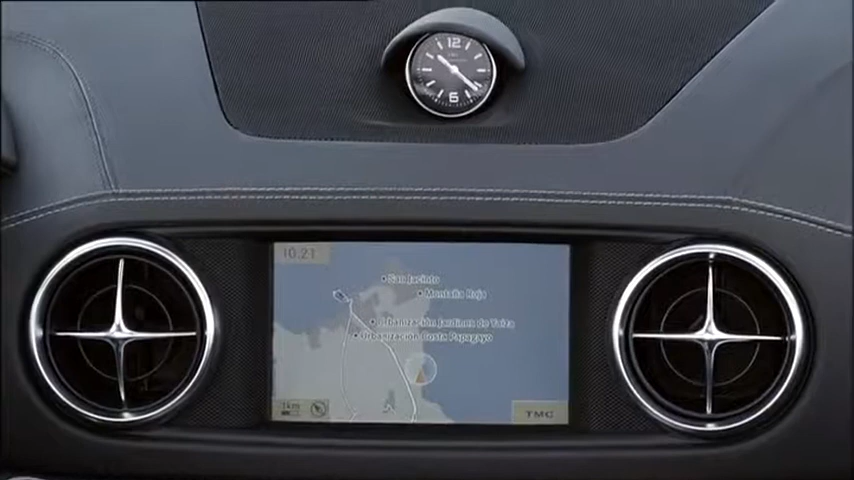 12
6
10.21
San Jacinto
Montaña Roja
Urbanización Jardines de Yaiza
Urbanización Costa Papagayo
1km
TMC